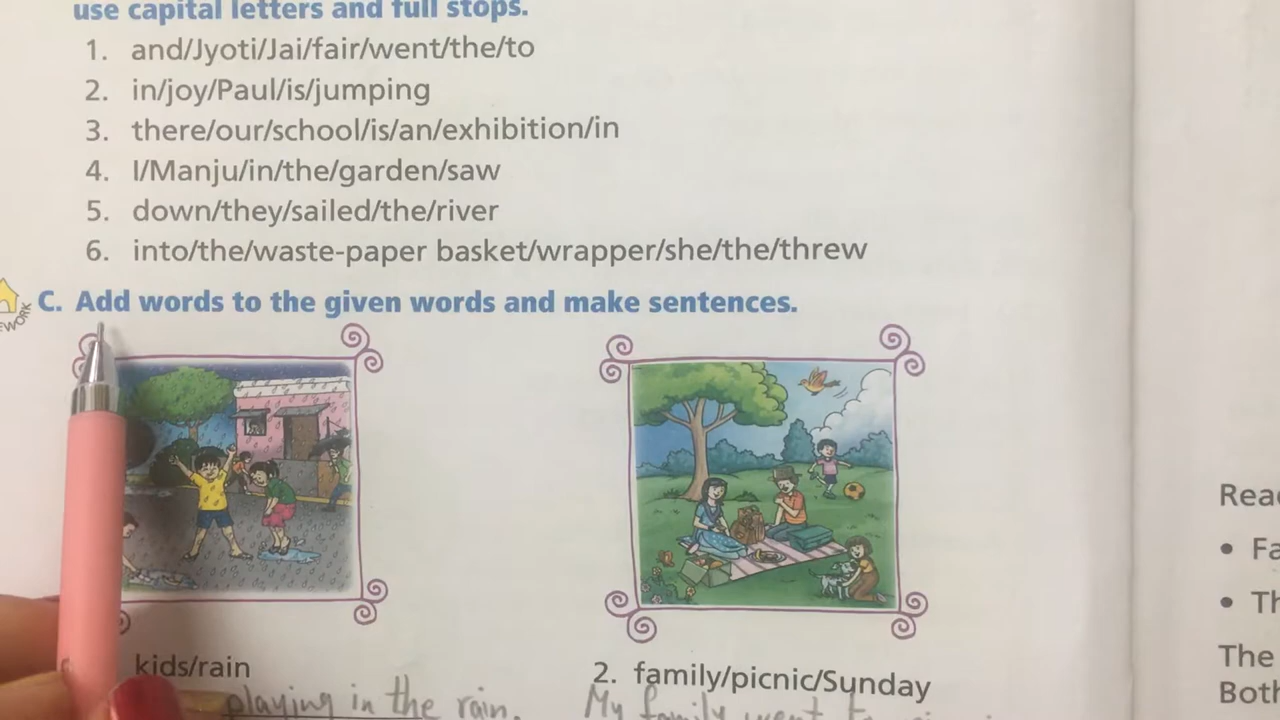 use capital letters and full stops.
1. and/Jyoti/Jai/fair/went/the/to
2. in/joy/Paul/is/jumping
3. there/our/school/is/an/exhibition/in
4. I/Manju/in/the/garden/saw
5. down/they/sailed/the/river
6. into/the/waste-paper basket/wrapper/she/the/threw
C. Add words to the given words and make sentences.
kids/rain
playing in the rain.
2. family/picnic/Sunday
My family went
Read
• Fa
• Th
The
Both